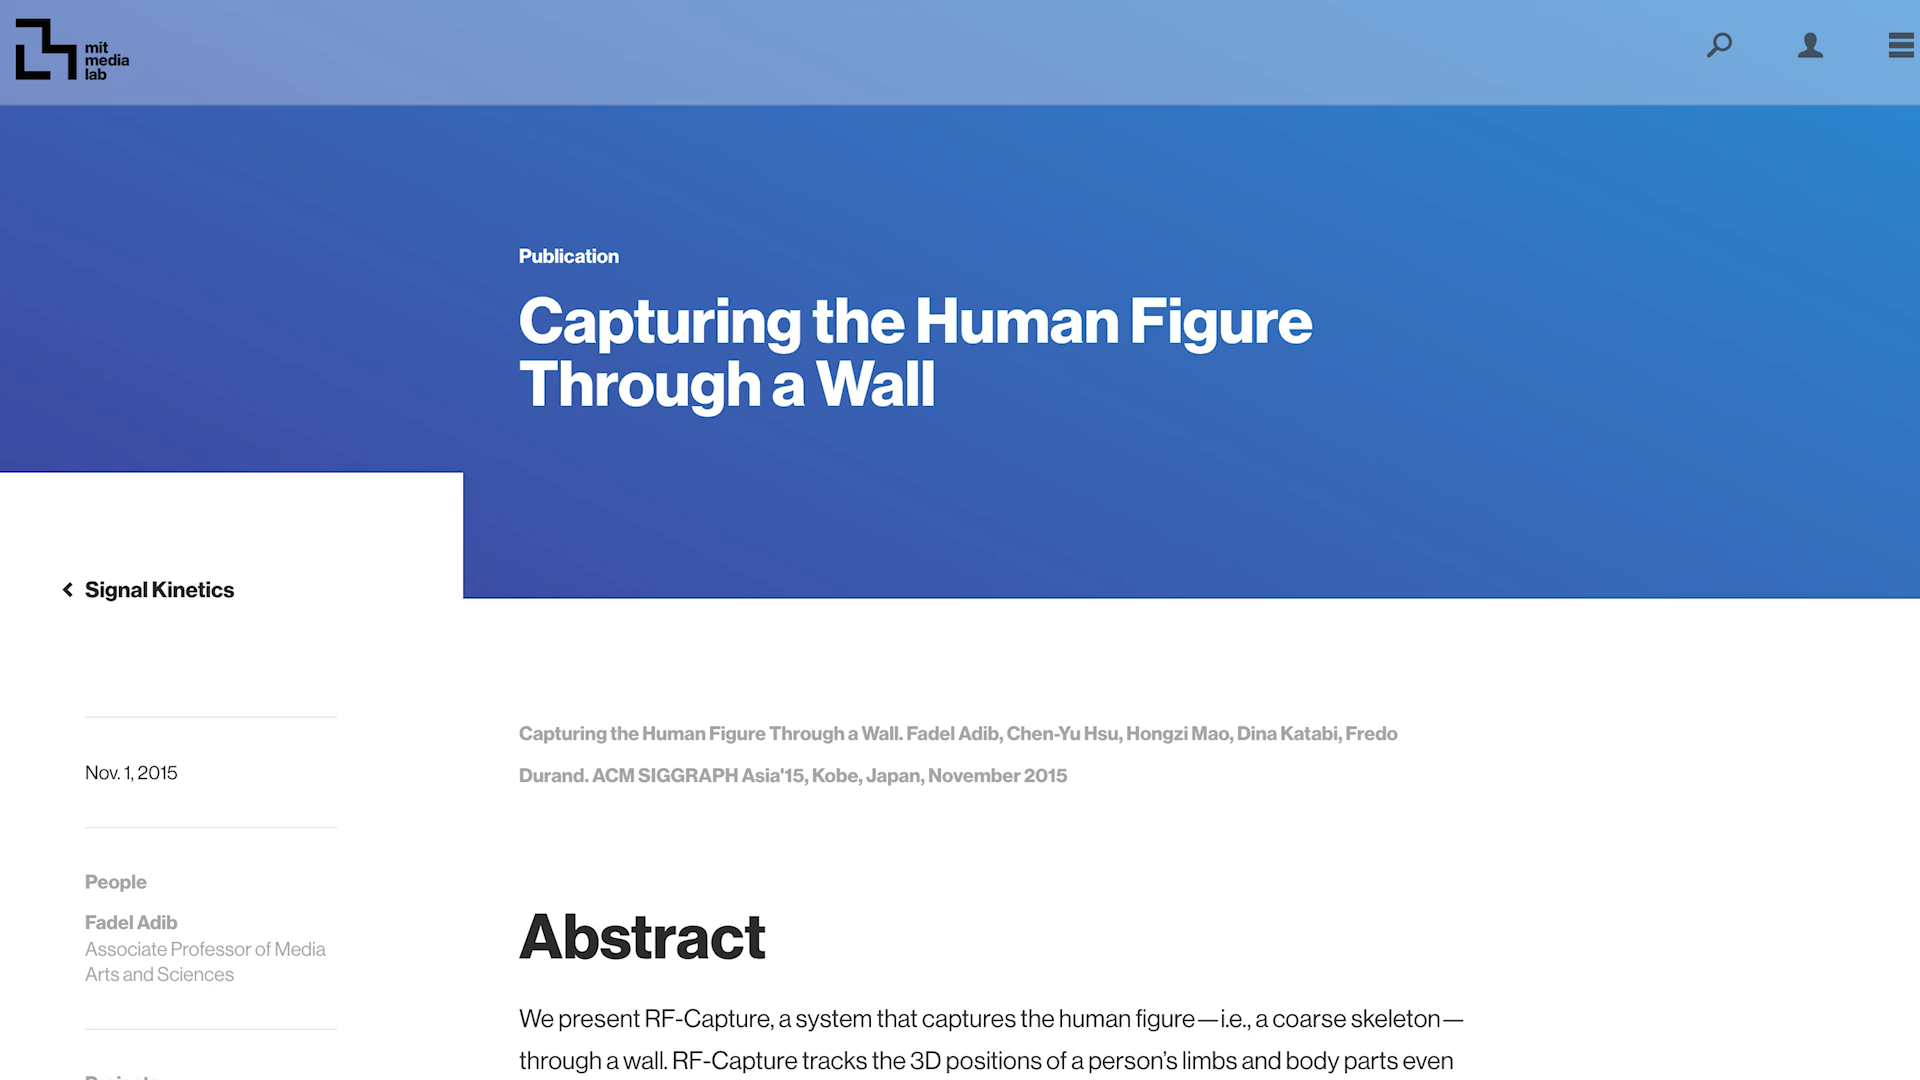 mit
media
lab
Publication
Capturing the Human Figure
Through a Wall
Signal Kinetics
Nov. 1, 2015
People
Fadel Adib
Associate Professor of Media
Arts and Sciences
Capturing the Human Figure Through a Wall. Fadel Adib, Chen-Yu Hsu, Hongzi Mao, Dina Katabi, Fredo
Durand. ACM SIGGRAPH Asia'15, Kobe, Japan, November 2015
Abstract
We present RF-Capture, a system that captures the human figure—i.e., a coarse skeleton—
through a wall. RF-Capture tracks the 3D positions of a person’s limbs and body parts even